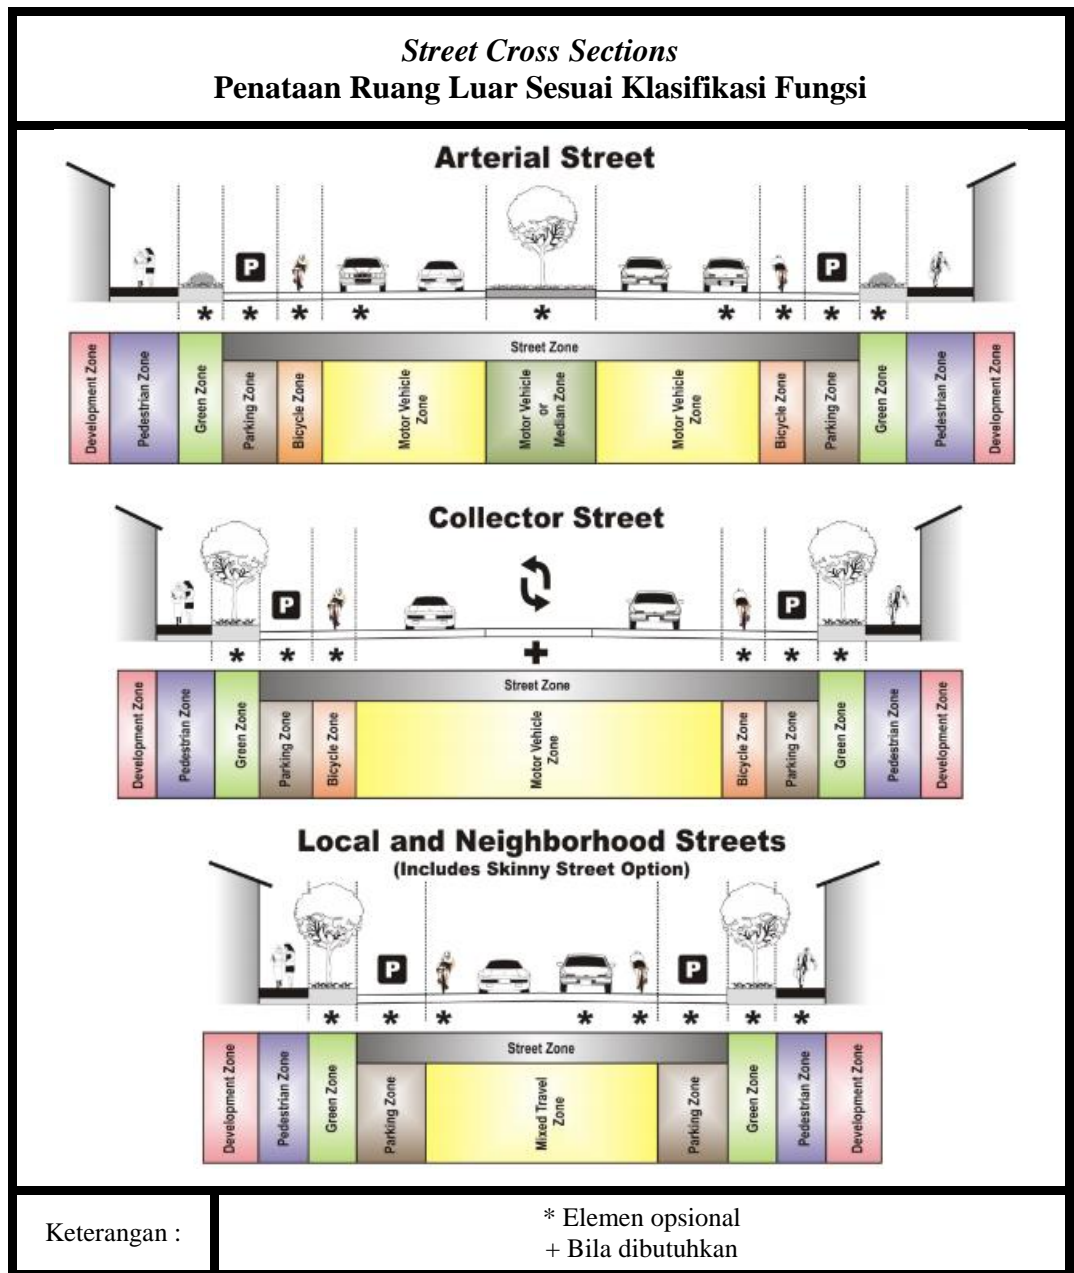 Street Cross Sections
Penataan Ruang Luar Sesuai Klasifikasi Fungsi
Arterial Street
P
P
* * * * * * * * *
Street Zone
Development Zone
Pedestrian Zone
Green Zone
Parking Zone
Bicycle Zone
Motor Vehicle
Zone
Motor Vehicle
or
Median Zone
Motor Vehicle
Zone
Bicycle Zone
Parking Zone
Green Zone
Pedestrian Zone
Development Zone
Collector Street
P
P
* * * + * * *
Street Zone
Development Zone
Pedestrian Zone
Green Zone
Parking Zone
Bicycle Zone
Motor Vehicle
Zone
Bicycle Zone
Parking Zone
Green Zone
Pedestrian Zone
Development Zone
Local and Neighborhood Streets
(Includes Skinny Street Option)
P
P
* * * * * * * *
Street Zone
Development Zone
Pedestrian Zone
Green Zone
Parking Zone
Mixed Travel
Zone
Parking Zone
Green Zone
Pedestrian Zone
Development Zone
Keterangan :
* Elemen opsional
+ Bila dibutuhkan